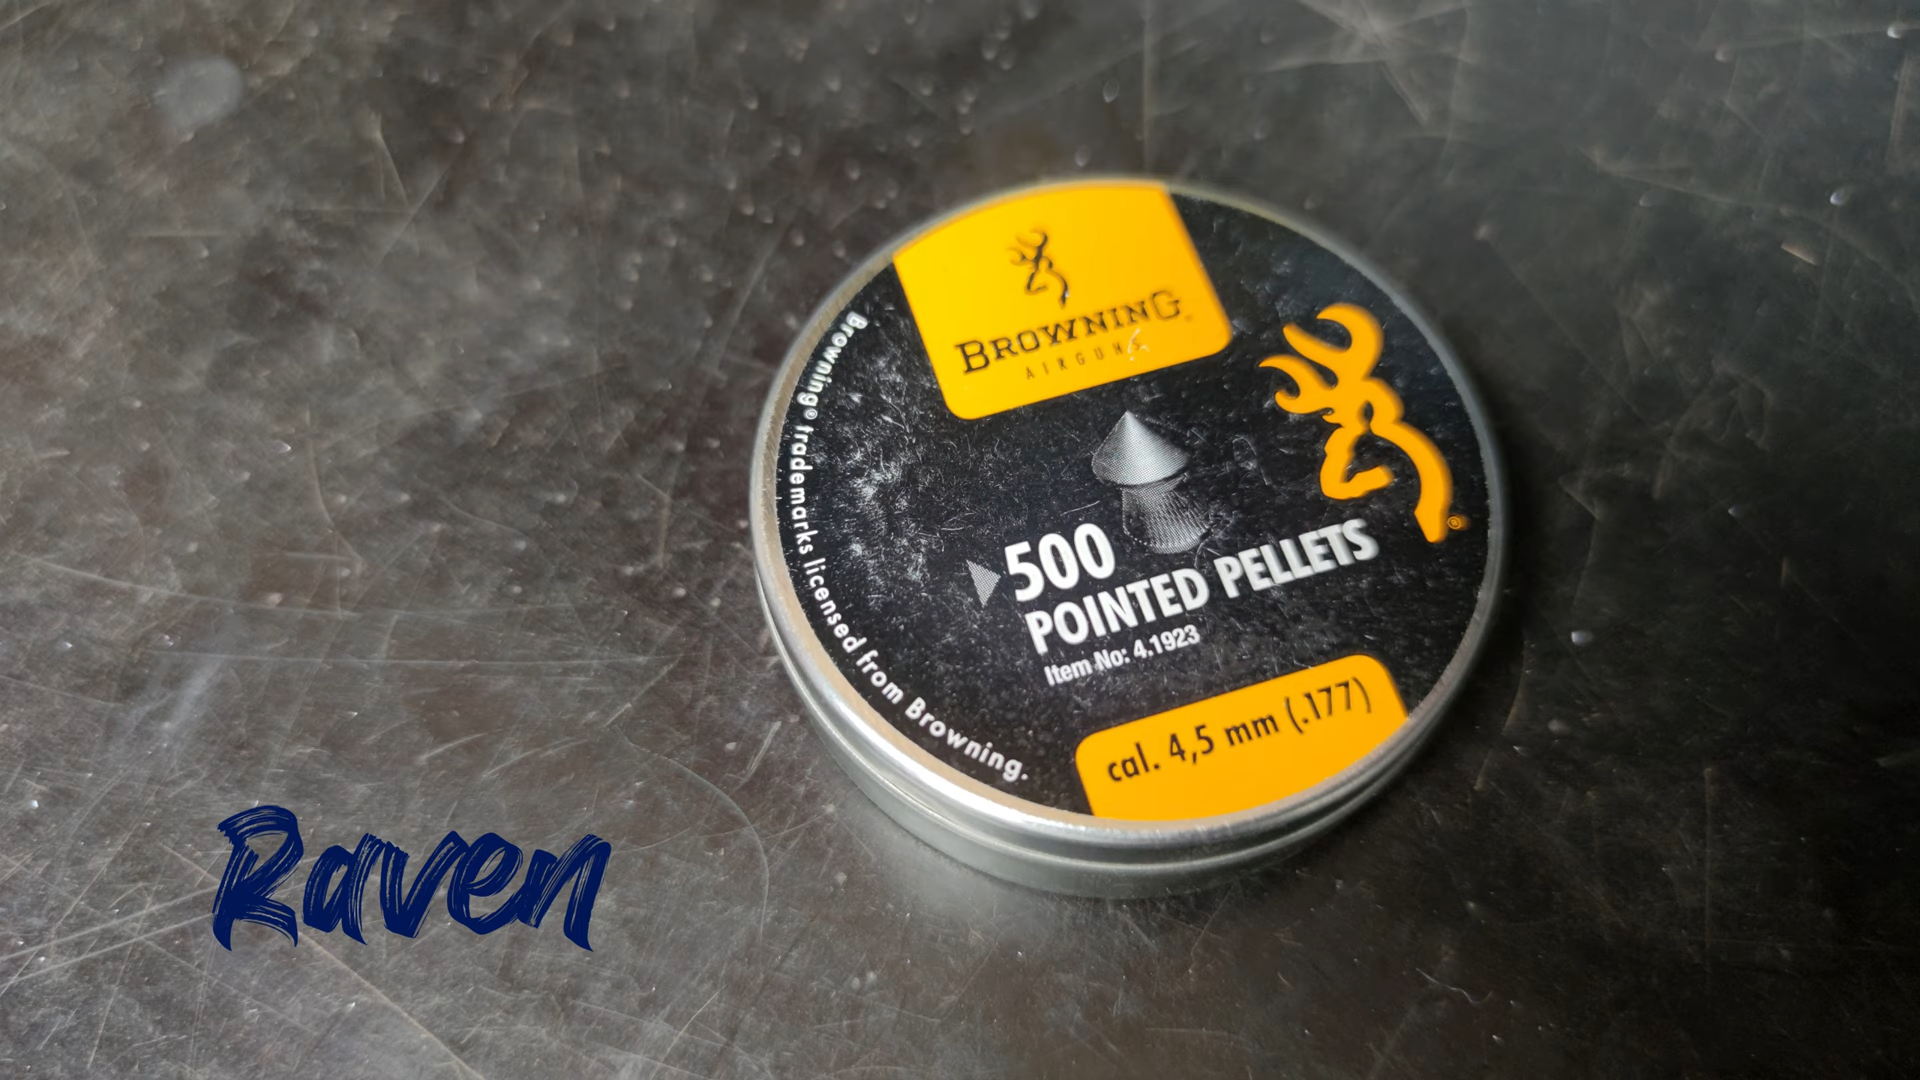 BROWNING
AIRGUNS
500
POINTED PELLETS
Item No: 4.1923
cal. 4,5 mm (.177)
Browning® trademarks licensed from Browning.
Raven